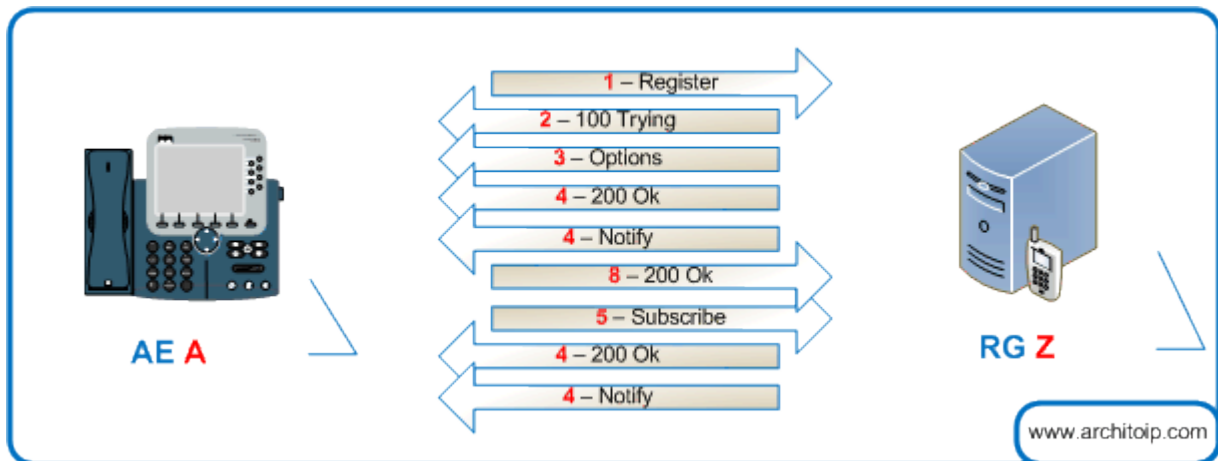 1 – Register
2 – 100 Trying
3 – Options
4 – 200 Ok
4 – Notify
8 – 200 Ok
5 – Subscribe
4 – 200 Ok
4 – Notify
AE A
RG Z
www.architoip.com